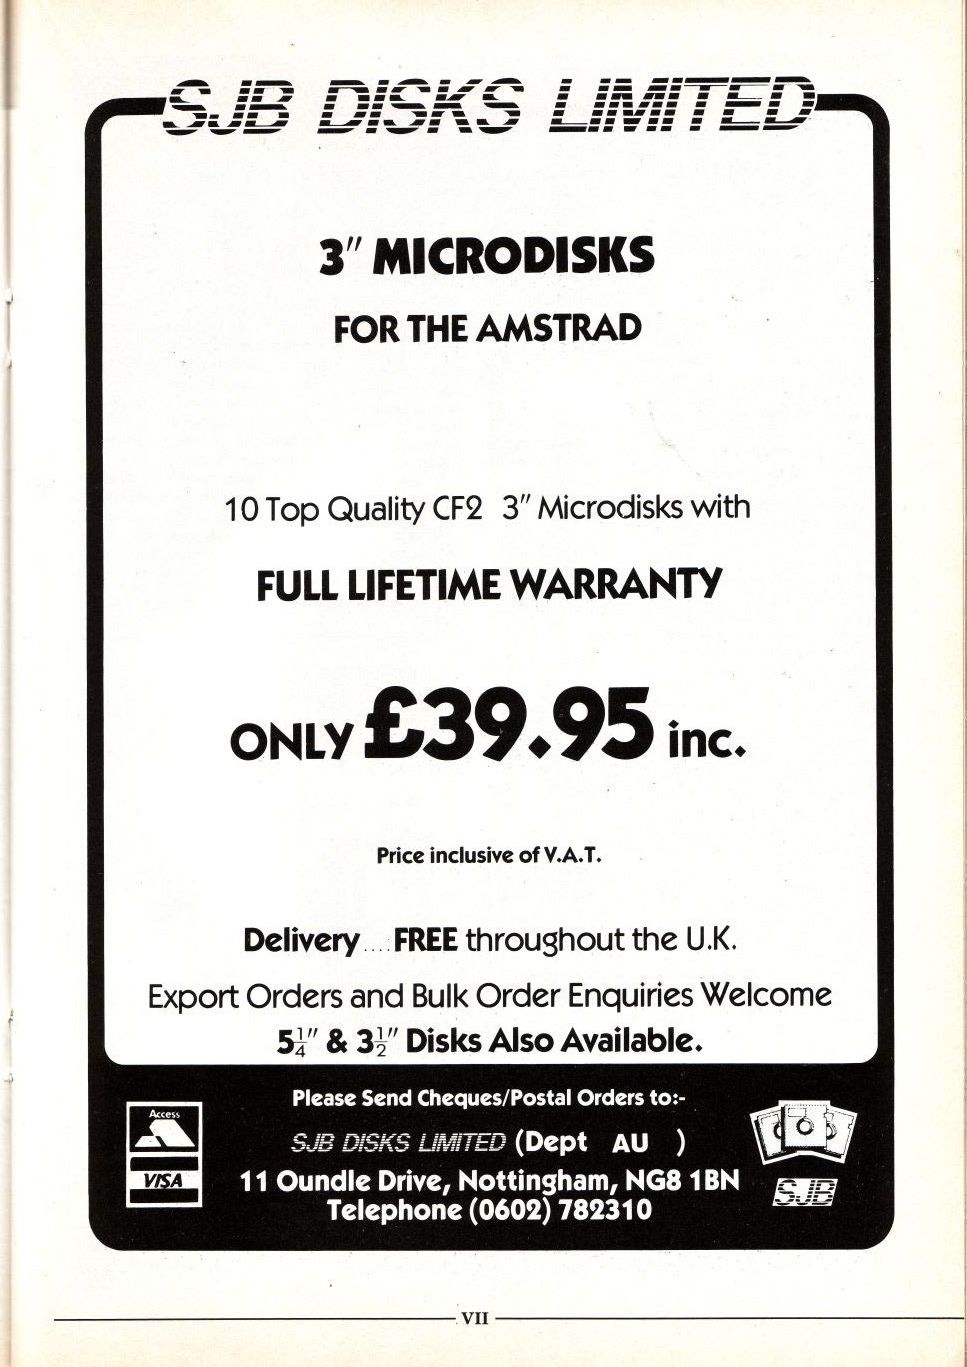 SJB DISKS LIMITED
3" MICRODISKS
FOR THE AMSTRAD
10 Top Quality CF2 3" Microdisks with
FULL LIFETIME WARRANTY
ONLY £39.95 inc.
Price inclusive of V.A.T.
Delivery....FREE throughout the U.K.
Export Orders and Bulk Order Enquiries Welcome
5¼" & 3½" Disks Also Available.
Please Send Cheques/Postal Orders to:-
SJB DISKS LIMITED (Dept AU )
11 Oundle Drive, Nottingham, NG8 1BN
Telephone (0602) 782310
Access
VISA
SJB
VII